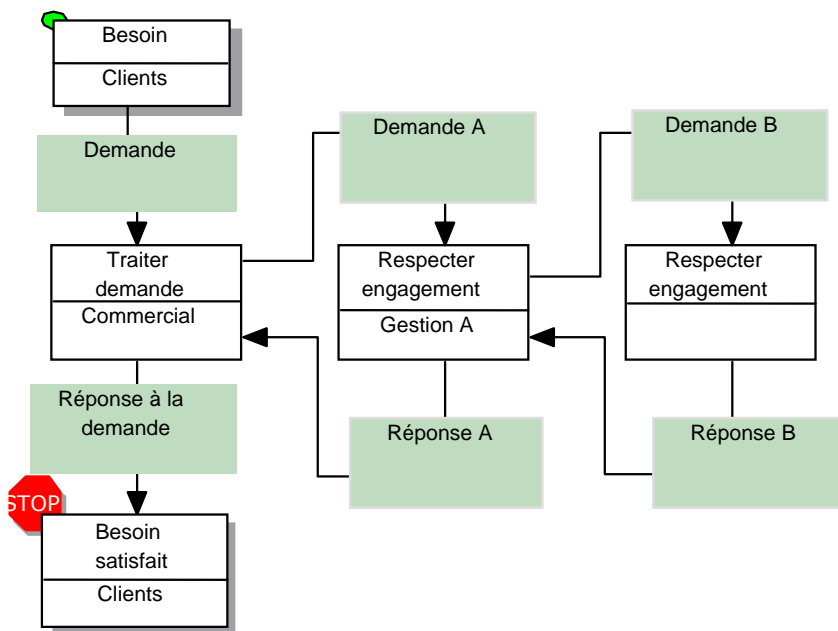 Besoin
Clients
Demande
Demande A
Demande B
Traiter
demande
Commercial
Respecter
engagement
Gestion A
Respecter
engagement
Réponse à la
demande
Réponse A
Réponse B
STOP
Besoin
satisfait
Clients